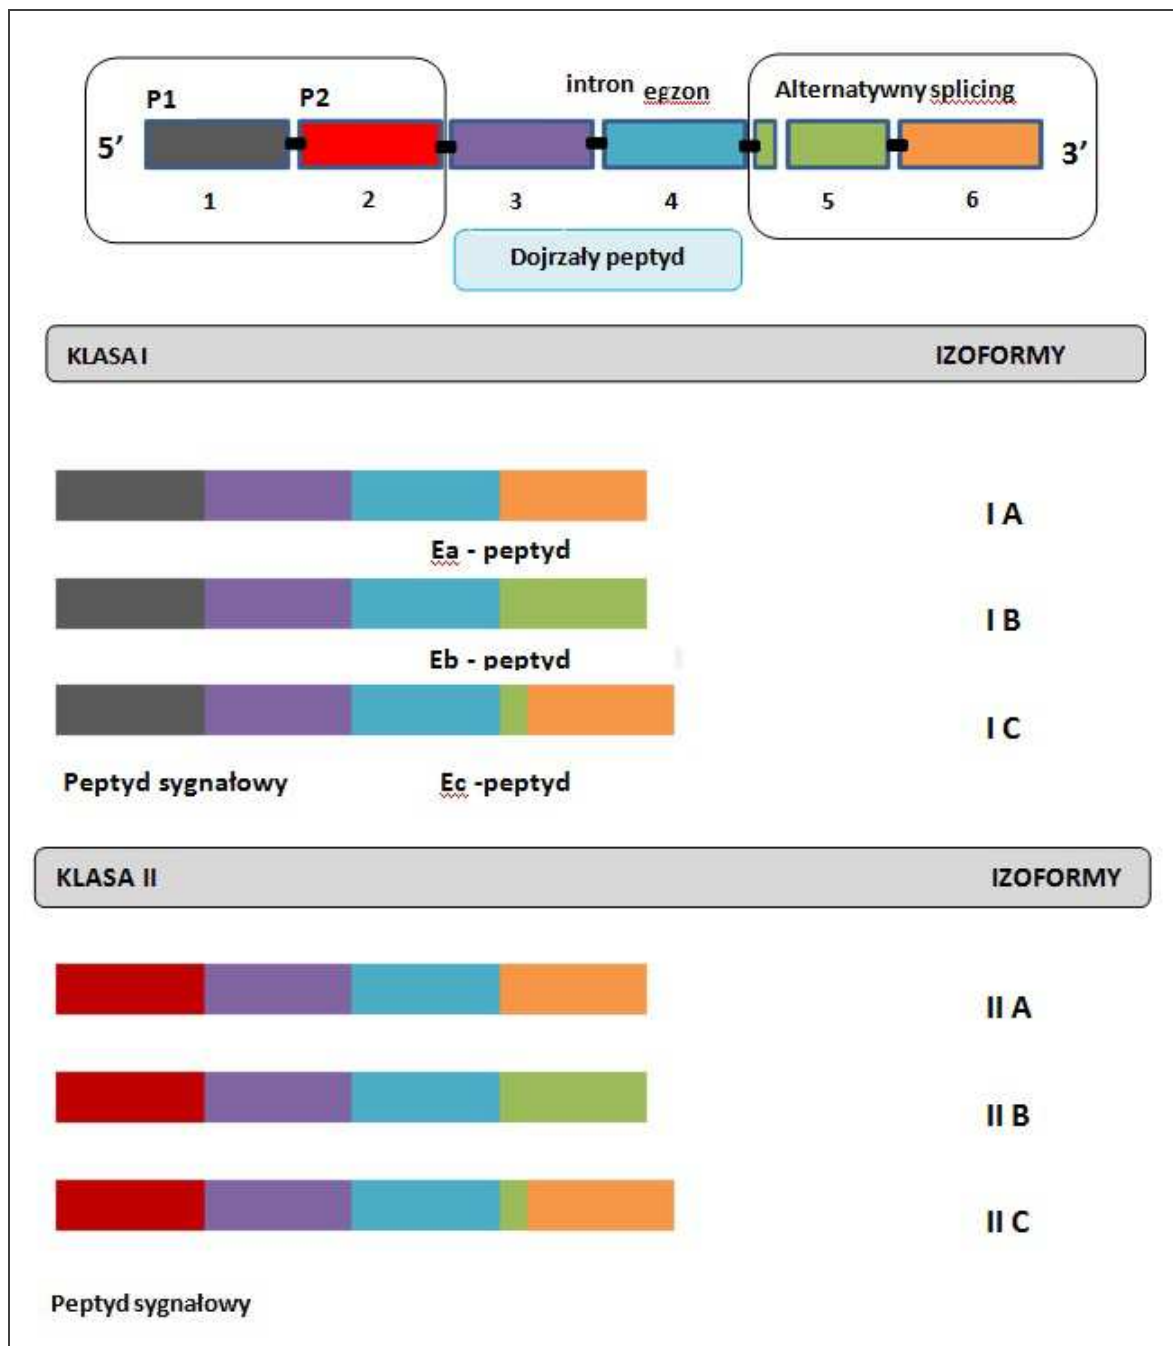 P1 P2 intron egzon Alternatywny splicing
5’ 3’
1 2 3 4 5 6
Dojrzały peptyd
KLASA I IZOFORMY
I A
Ea - peptyd
I B
Eb - peptyd
I C
Peptyd sygnałowy Ec -peptyd
KLASA II IZOFORMY
II A
II B
II C
Peptyd sygnałowy